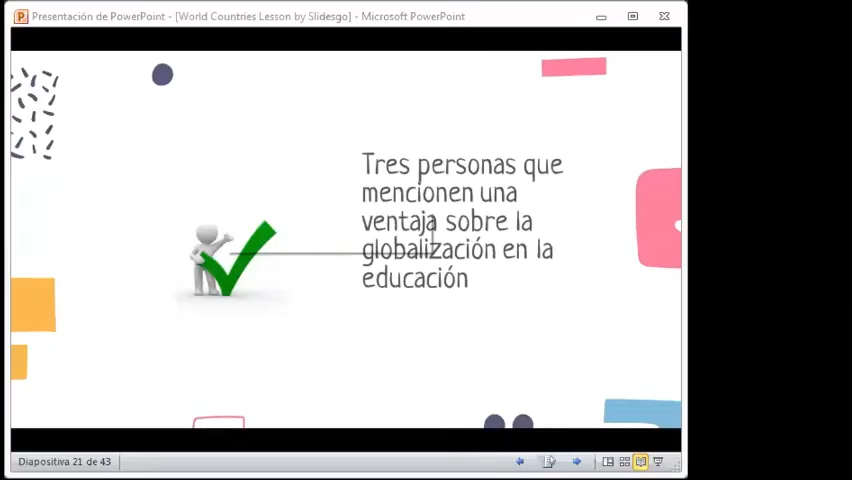 Presentación de PowerPoint - [World Countries Lesson by Slidesgo] - Microsoft PowerPoint
Tres personas que
mencionen una
ventaja sobre la
globalización en la
educación
Diapositiva 21 de 43